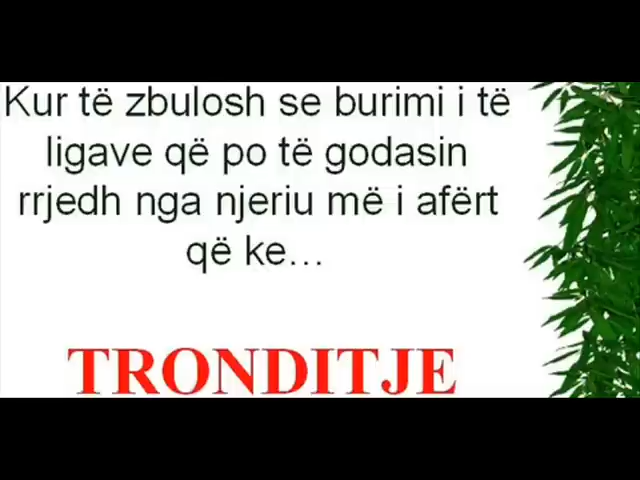 Kur të zbulosh se burimi i të
ligave që po të godasin
rrjedh nga njeriu më i afërt
që ke...
TRONDITJE